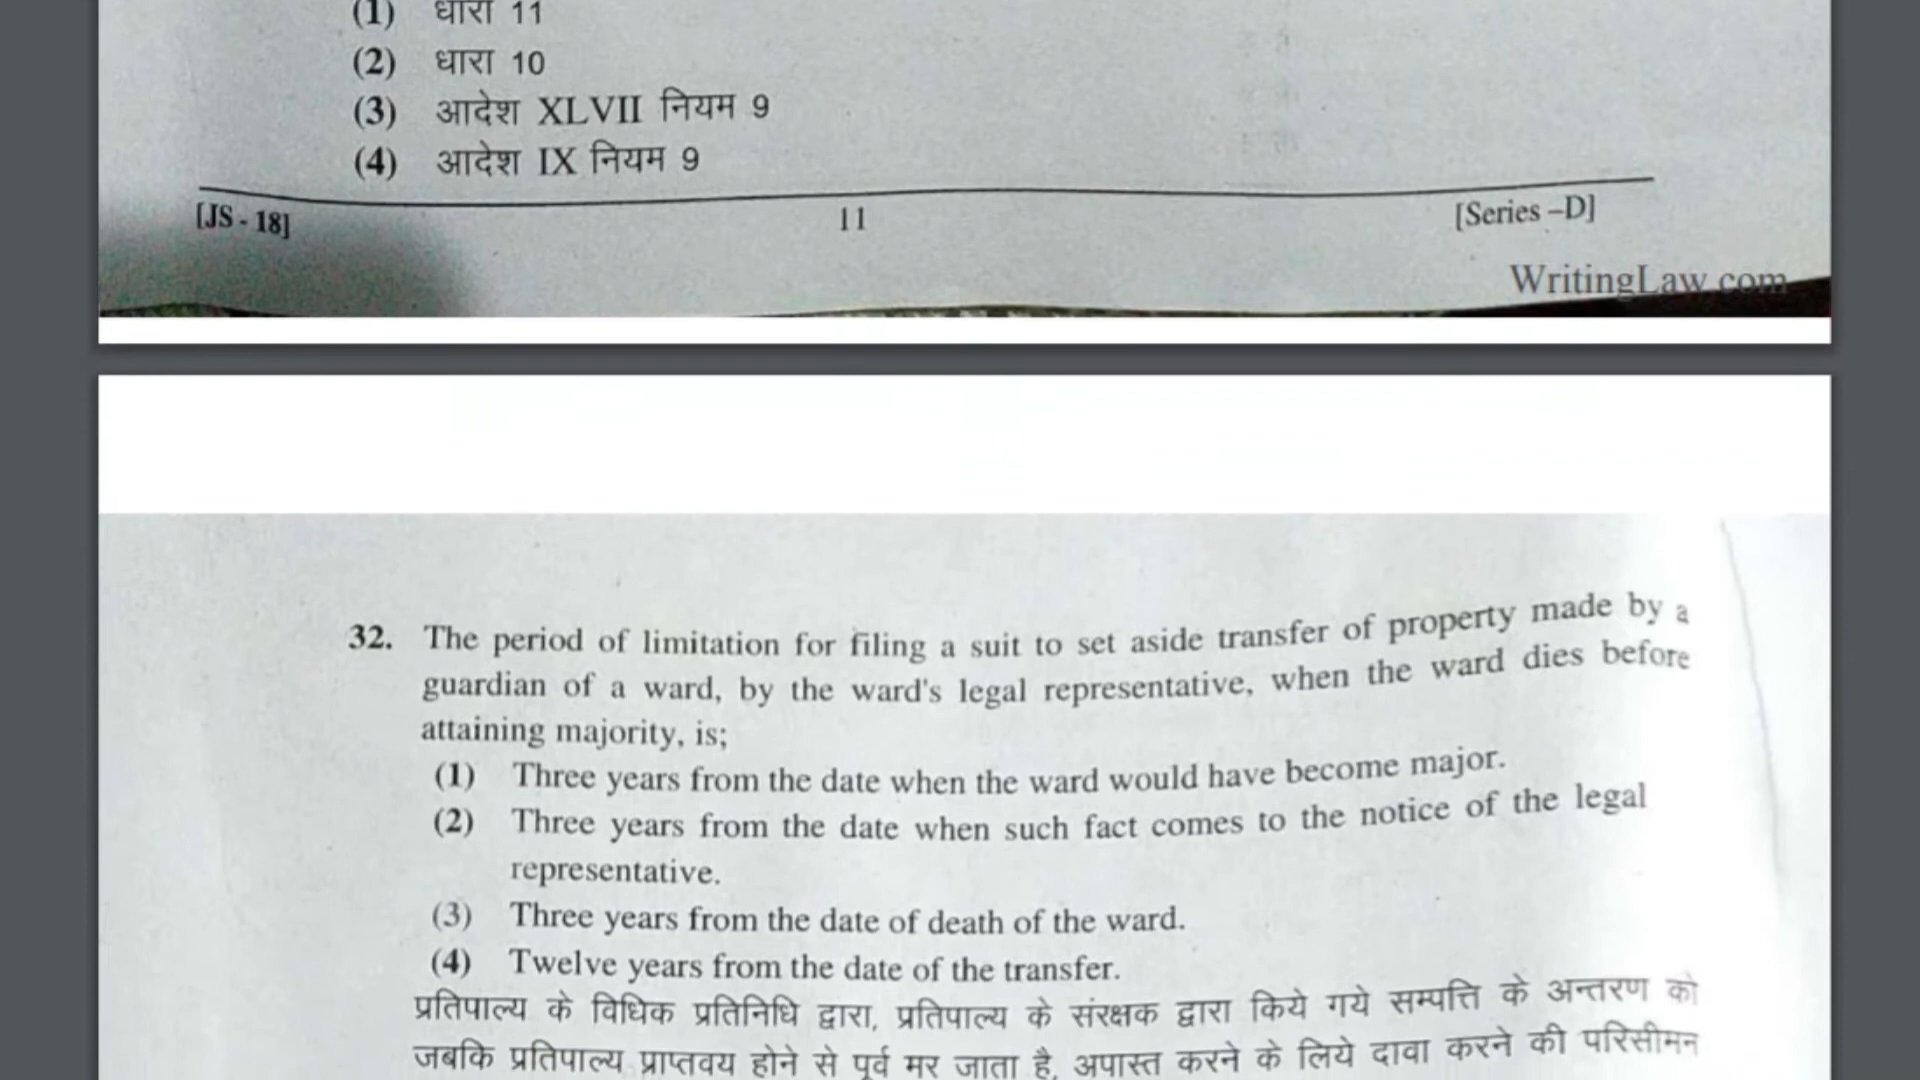 (1) धारा 11
(2) धारा 10
(3) आदेश XLVII नियम 9
(4) आदेश IX नियम 9
[JS - 18] 11 [Series –D]
WritingLaw.com
32. The period of limitation for filing a suit to set aside transfer of property made by a
guardian of a ward, by the ward's legal representative, when the ward dies before
attaining majority, is;
(1) Three years from the date when the ward would have become major.
(2) Three years from the date when such fact comes to the notice of the legal
representative.
(3) Three years from the date of death of the ward.
(4) Twelve years from the date of the transfer.
प्रतिपाल्य के विधिक प्रतिनिधि द्वारा, प्रतिपाल्य के संरक्षक द्वारा किये गये सम्पत्ति के अन्तरण को
जबकि प्रतिपाल्य प्राप्तवय होने से पूर्व मर जाता है, अपास्त करने के लिये दावा करने की परिसीमन